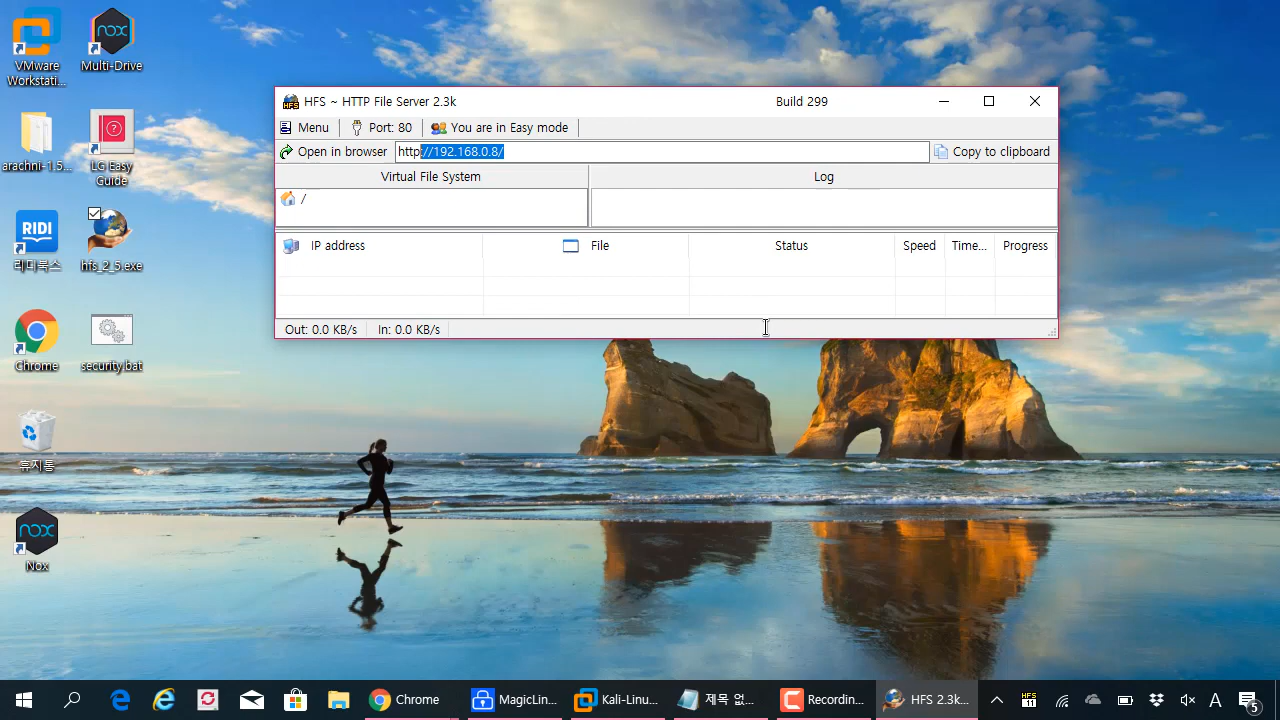 VMware
Workstati...
nox
Multi-Drive
arachni-1.5...
LG Easy
Guide
RIDI
리디북스
hfs_2_5.exe
Chrome
security.bat
휴지통
nox
Nox
HFS ~ HTTP File Server 2.3k
Build 299
Menu
Port: 80
You are in Easy mode
Open in browser
http://192.168.0.8/
Copy to clipboard
Virtual File System
Log
/
IP address
File
Status
Speed
Time...
Progress
Out: 0.0 KB/s
In: 0.0 KB/s
Chrome
MagicLin...
Kali-Linu...
제목 없...
Recordin...
HFS 2.3k...
HFS
11
A
5